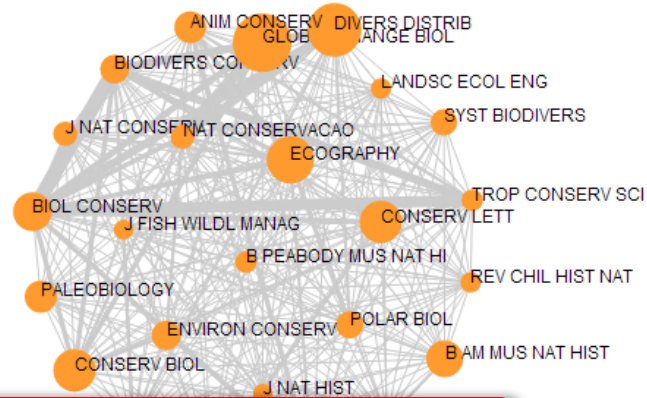 ANIM CONSERV
DIVERS DISTRIB
GLOB CHANGE BIOL
BIODIVERS CONSERV
LANDSC ECOL ENG
SYST BIODIVERS
J NAT CONSERV
NAT CONSERVACAO
ECOGRAPHY
TROP CONSERV SCI
BIOL CONSERV
CONSERV LETT
J FISH WILDL MANAG
B PEABODY MUS NAT HI
REV CHIL HIST NAT
PALEOBIOLOGY
POLAR BIOL
ENVIRON CONSERV
B AM MUS NAT HIST
CONSERV BIOL
J NAT HIST